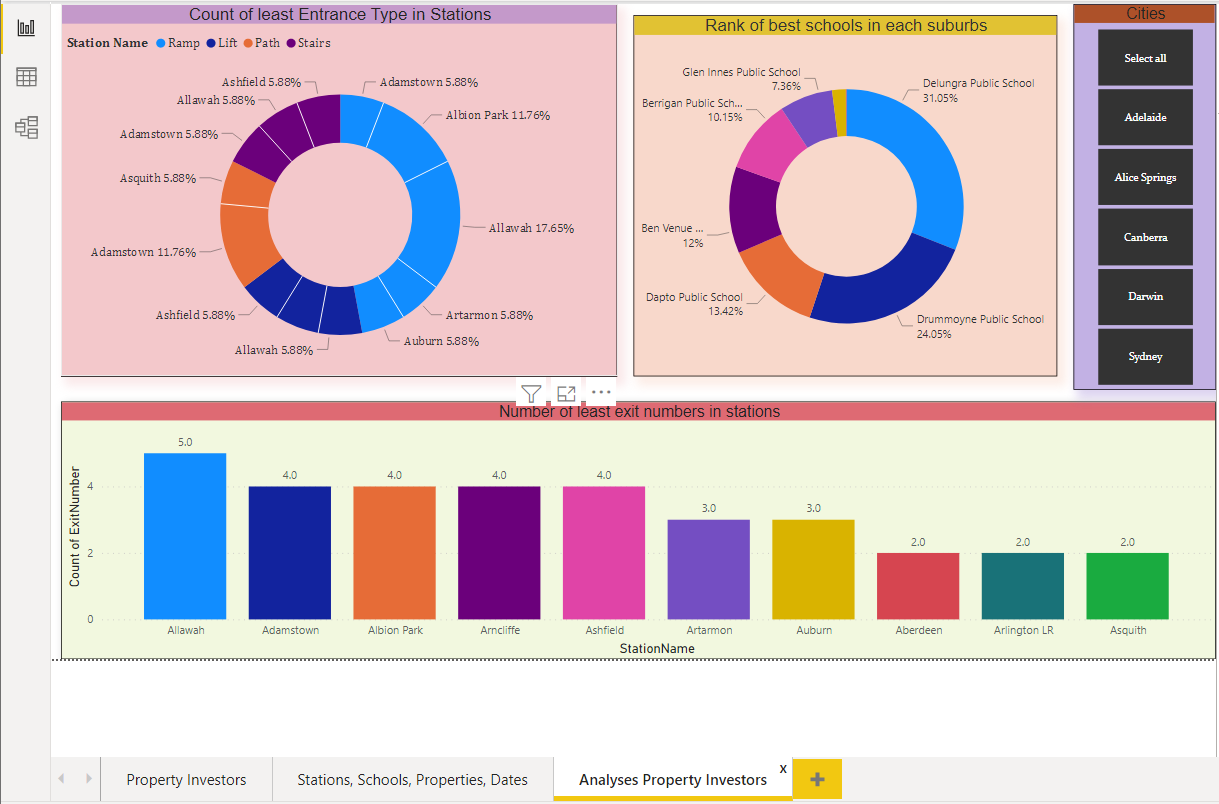 Count of least Entrance Type in Stations
Station Name Ramp Lift Path Stairs
Ashfield 5.88%
Adamstown 5.88%
Allawah 5.88%
Albion Park 11.76%
Adamstown 5.88%
Asquith 5.88%
Allawah 17.65%
Adamstown 11.76%
Ashfield 5.88%
Artarmon 5.88%
Allawah 5.88%
Auburn 5.88%
Rank of best schools in each suburbs
Glen Innes Public School
7.36%
Delungra Public School
31.05%
Berrigan Public Sch...
10.15%
Ben Venue ...
12%
Dapto Public School
13.42%
Drummoyne Public School
24.05%
Cities
Select all
Adelaide
Alice Springs
Canberra
Darwin
Sydney
Number of least exit numbers in stations
Count of ExitNumber
4
2
0
5.0
4.0
4.0
4.0
4.0
3.0
3.0
2.0
2.0
2.0
Allawah
Adamstown
Albion Park
Arncliffe
Ashfield
Artarmon
Auburn
Aberdeen
Arlington LR
Asquith
StationName
Property Investors
Stations, Schools, Properties, Dates
Analyses Property Investors
x
+